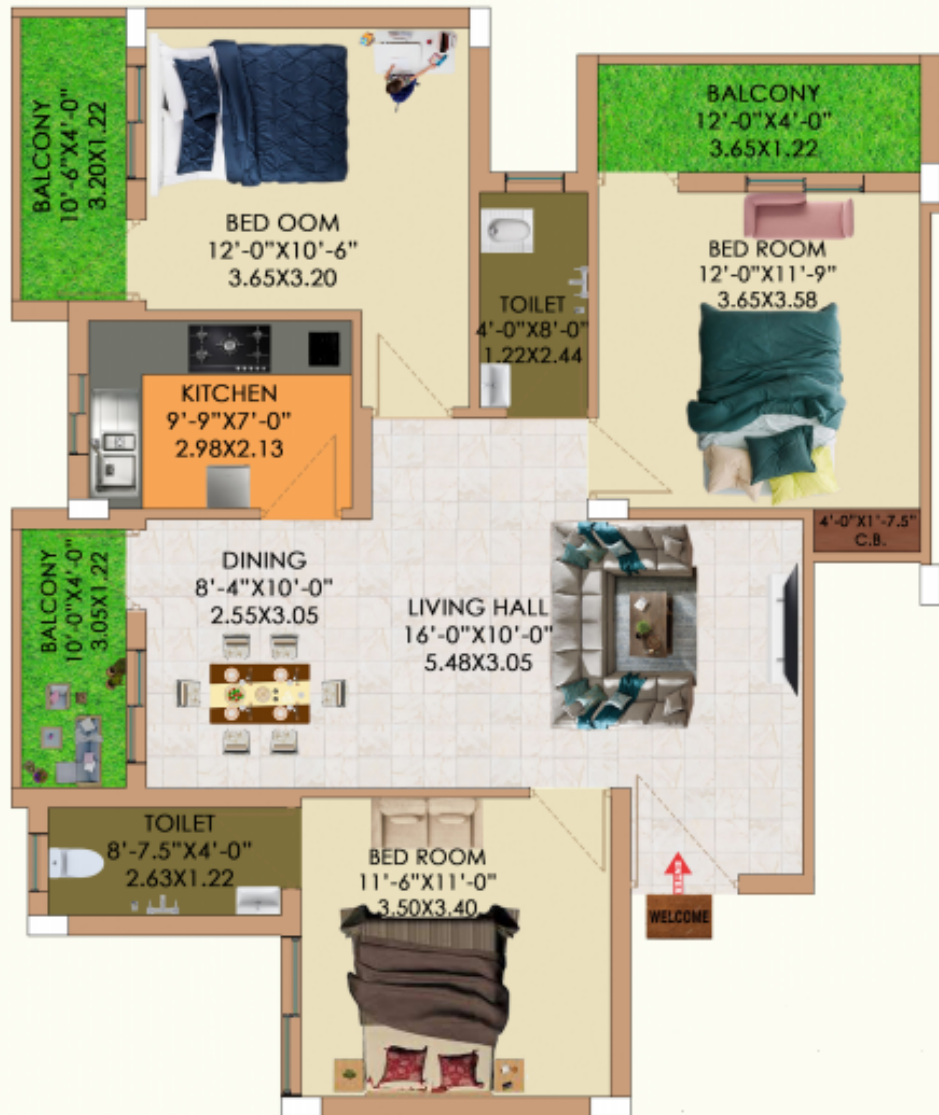 BALCONY
10'-6"X4'-0"
3.20X1.22
BED OOM
12'-0"X10'-6"
3.65X3.20
BALCONY
12'-0"X4'-0"
3.65X1.22
TOILET
4'-0"X8'-0"
1.22X2.44
BED ROOM
12'-0"X11'-9"
3.65X3.58
KITCHEN
9'-9"X7'-0"
2.98X2.13
4'-0"X1'-7.5"
C.B.
BALCONY
10'-0"X4'-0"
3.05X1.22
DINING
8'-4"X10'-0"
2.55X3.05
LIVING HALL
16'-0"X10'-0"
5.48X3.05
TOILET
8'-7.5"X4'-0"
2.63X1.22
BED ROOM
11'-6"X11'-0"
3.50X3.40
ENTER
WELCOME